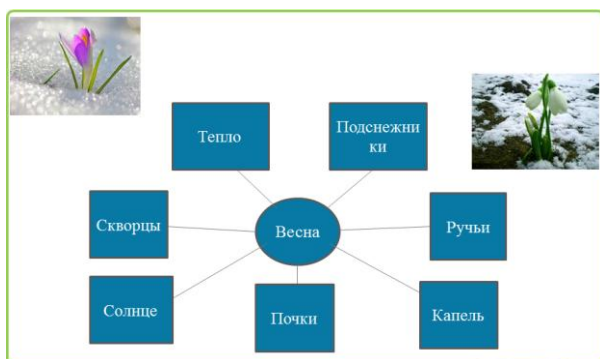 Тепло
Подснежни
ки
Скворцы
Весна
Ручьи
Солнце
Почки
Капель